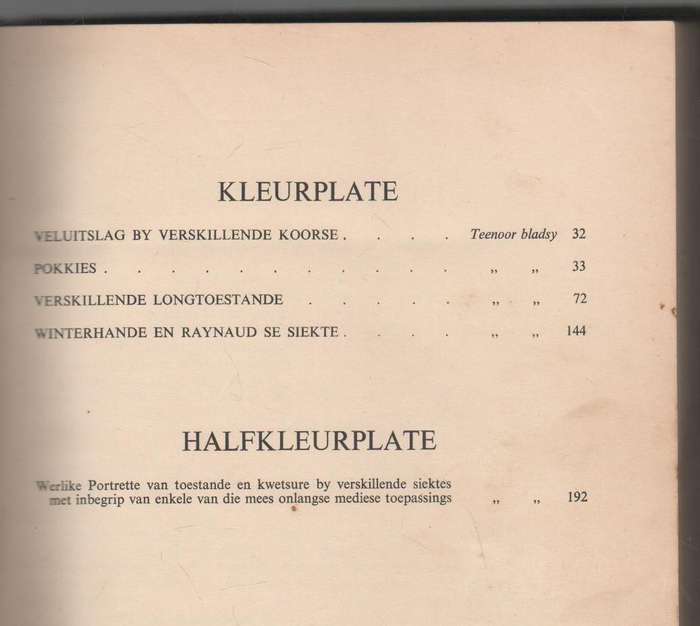 KLEURPLATE
VELUITSLAG BY VERSKILLENDE KOORSE . . . . Teenoor bladsy 32
POKKIES . . . . . . . . . . . „ „ 33
VERSKILLENDE LONGTOESTANDE . . . . . „ „ 72
WINTERHANDE EN RAYNAUD SE SIEKTE . . . . „ „ 144
HALFKLEURPLATE
Werlike Portrette van toestande en kwetsure by verskillende siektes
met inbegrip van enkele van die mees onlangse mediese toepassings „ „ 192